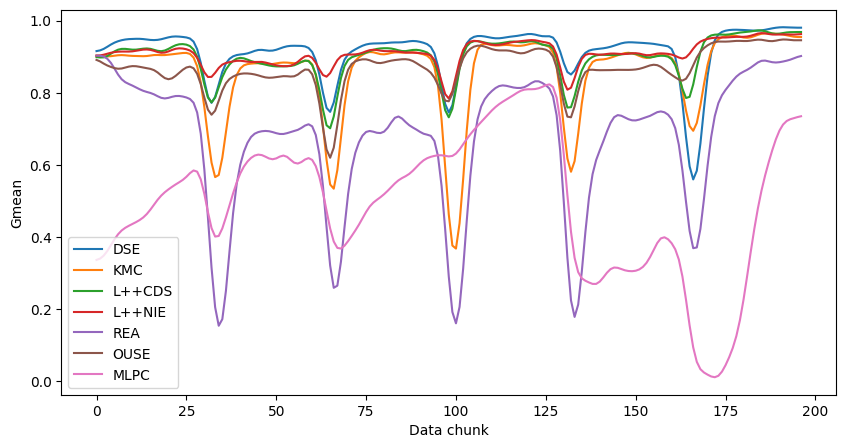 1.0
0.8
0.6
0.4
0.2
0.0
Gmean
DSE
KMC
L++CDS
L++NIE
REA
OUSE
MLPC
0 25 50 75 100 125 150 175 200
Data chunk